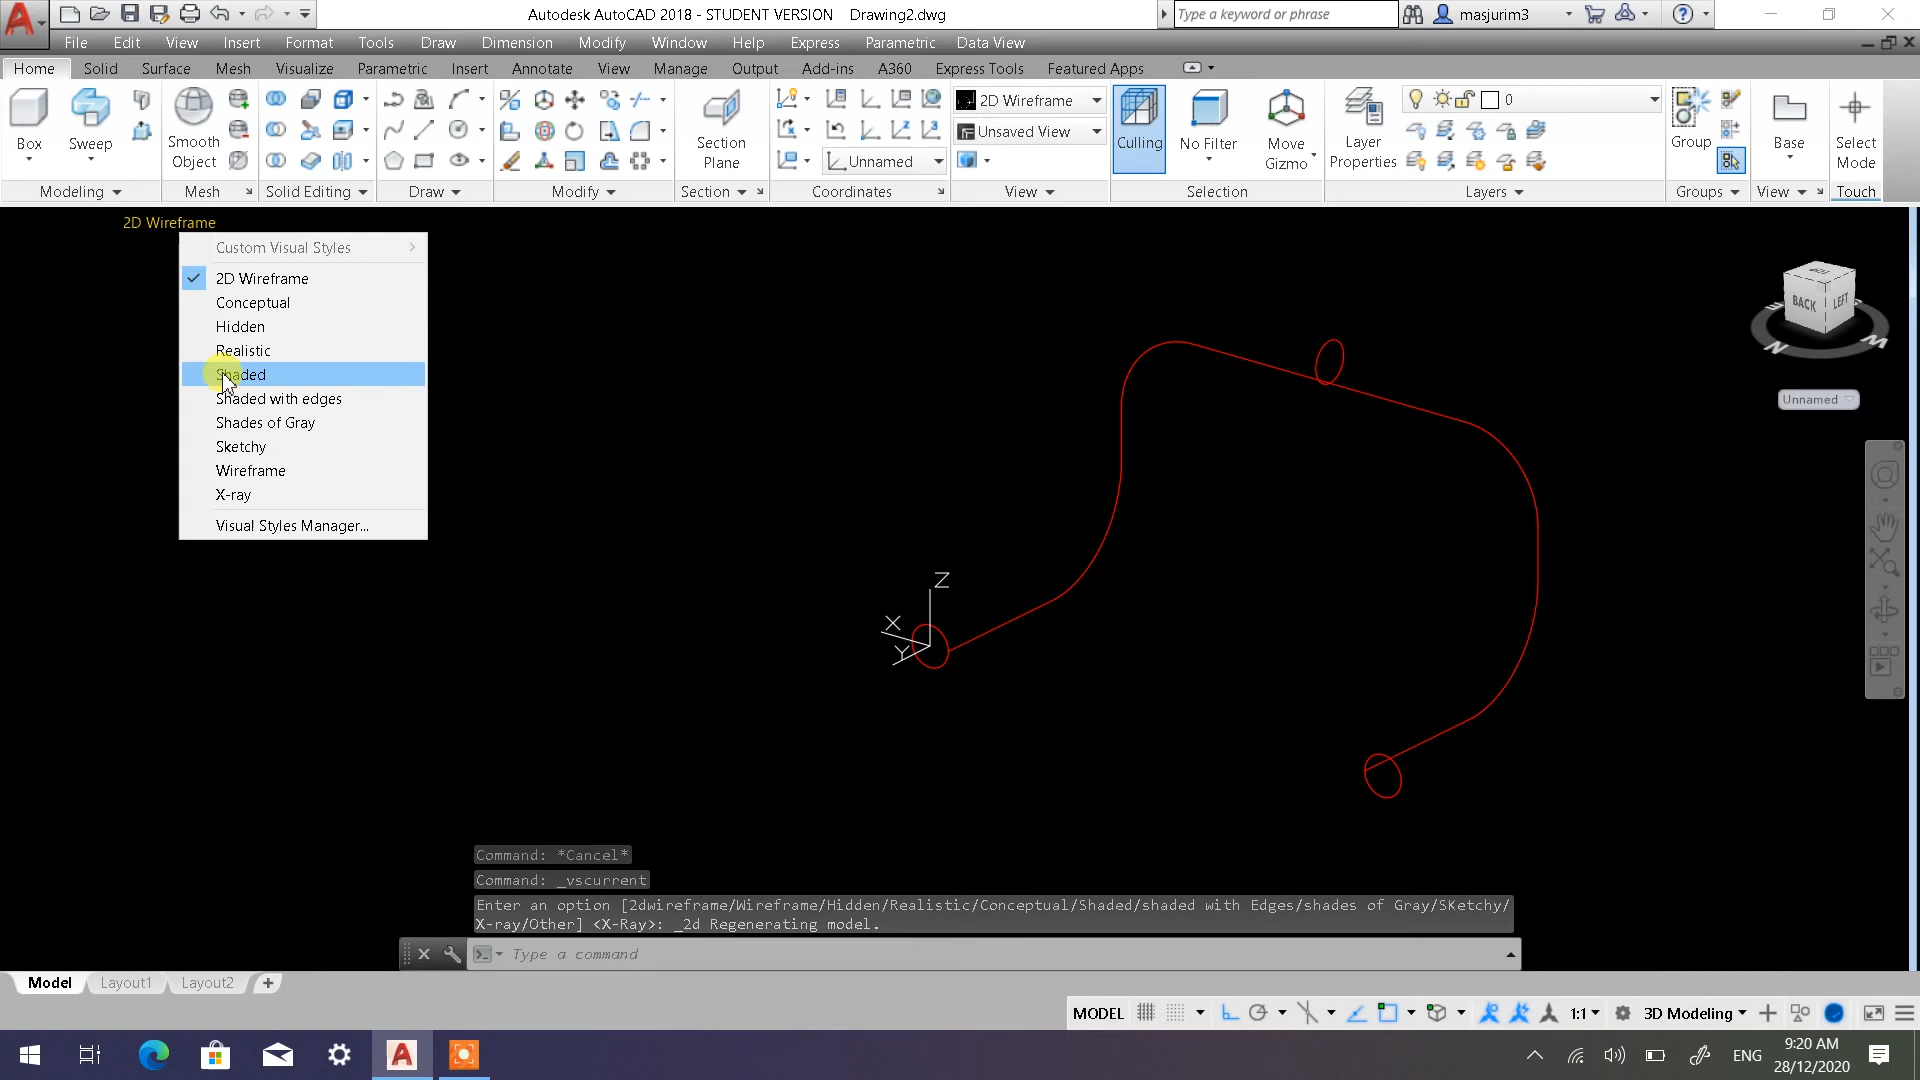 Autodesk AutoCAD 2018 - STUDENT VERSION Drawing2.dwg
Type a keyword or phrase
masjurim3
File Edit View Insert Format Tools Draw Dimension Modify Window Help Express Parametric Data View
Home Solid Surface Mesh Visualize Parametric Insert Annotate View Manage Output Add-ins A360 Express Tools Featured Apps
Box
Sweep
Smooth
Object
Section
Plane
Unnamed
2D Wireframe
Unsaved View
Culling
No Filter
Move
Gizmo
Layer
Properties
0
Group
Base
Select
Mode
Modeling Mesh Solid Editing Draw Modify Section Coordinates View Selection Layers Groups View Touch
2D Wireframe
Custom Visual Styles
2D Wireframe
Conceptual
Hidden
Realistic
Shaded
Shaded with edges
Shades of Gray
Sketchy
Wireframe
X-ray
Visual Styles Manager...
TOP
BACK
LEFT
N
Unnamed
Z
X
Y
Command: *Cancel*
Command: _vscurrent
Enter an option [2dwireframe/Wireframe/Hidden/Realistic/Conceptual/Shaded/shaded with Edges/shades of Gray/SKetchy/
X-ray/Other] <X-Ray>: _2d Regenerating model.
Type a command
Model Layout1 Layout2 +
MODEL 1:1 3D Modeling
ENG
9:20 AM
28/12/2020